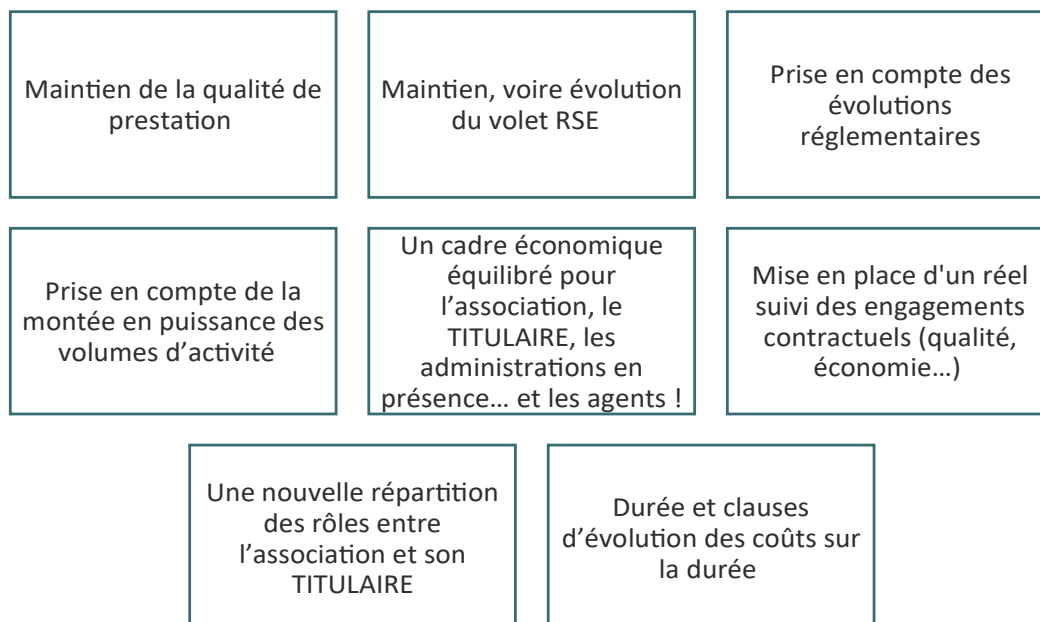 Maintien de la qualité de
prestation
Maintien, voire évolution
du volet RSE
Prise en compte des
évolutions
réglementaires
Prise en compte de la
montée en puissance des
volumes d’activité
Un cadre économique
équilibré pour
l’association, le
TITULAIRE, les
administrations en
présence… et les agents !
Mise en place d'un réel
suivi des engagements
contractuels (qualité,
économie…)
Une nouvelle répartition
des rôles entre
l’association et son
TITULAIRE
Durée et clauses
d’évolution des coûts sur
la durée